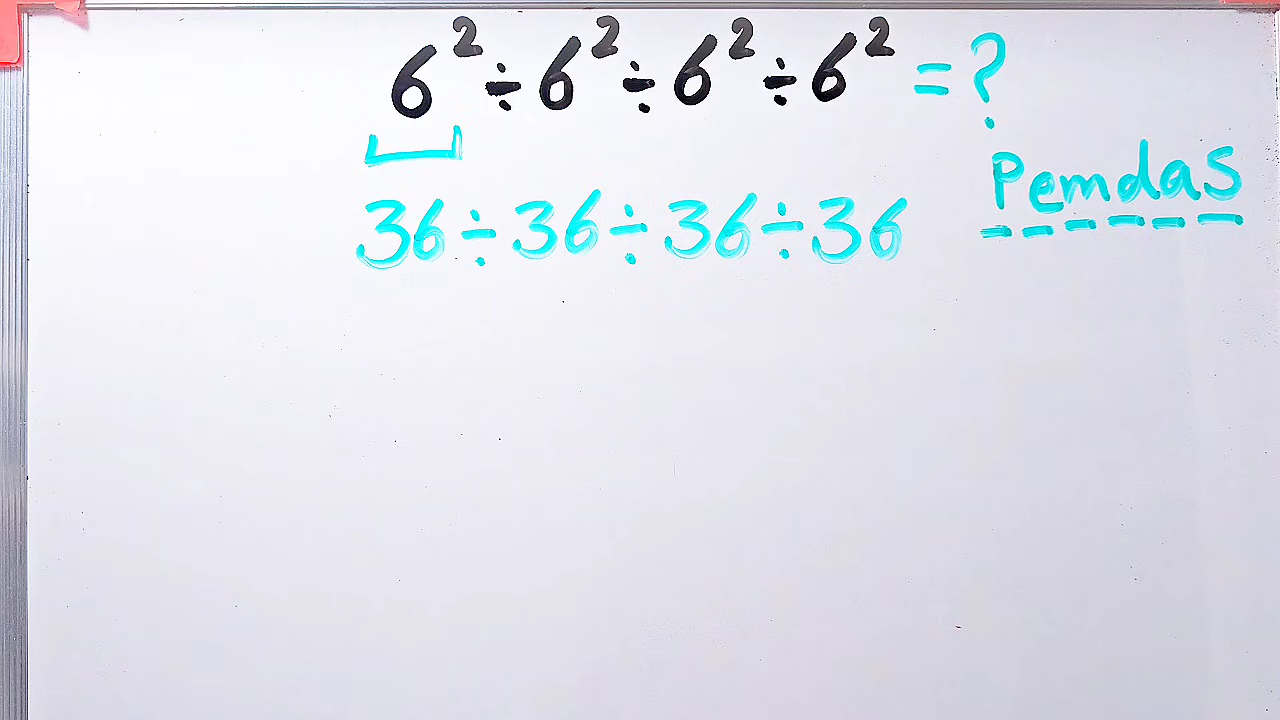 6² ÷ 6² ÷ 6² ÷ 6² = ?
Pemdas
36 ÷ 36 ÷ 36 ÷ 36